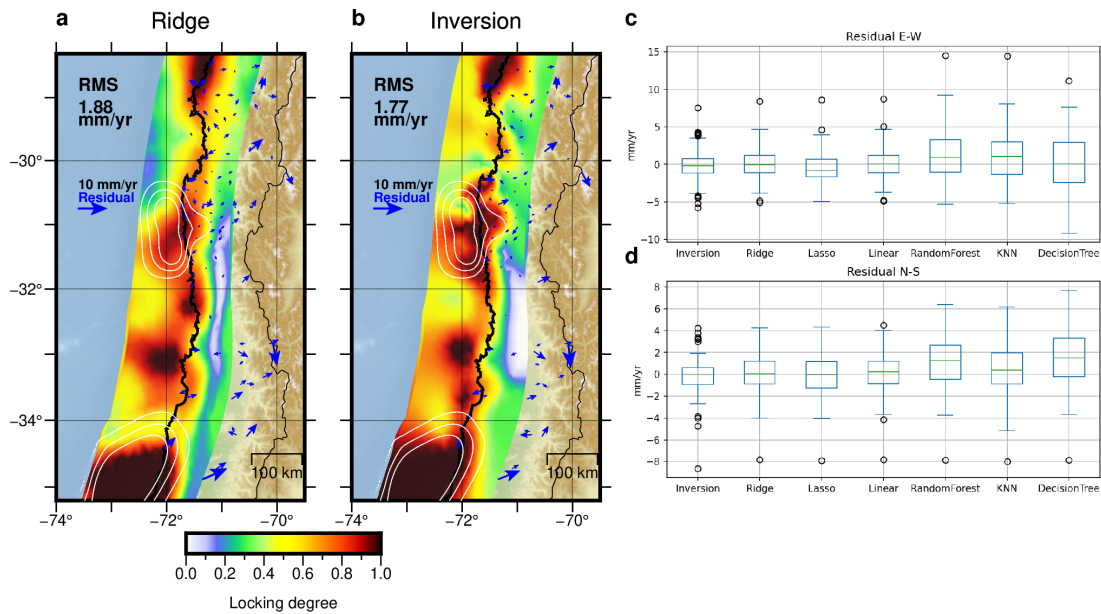 a
Ridge
b
Inversion
RMS
1.88
mm/yr
−30°
10 mm/yr
Residual
−32°
−34°
100 km
−74°
−72°
−70°
RMS
1.77
mm/yr
10 mm/yr
Residual
100 km
−74°
−72°
−70°
0.0 0.2 0.4 0.6 0.8 1.0
Locking degree
c
Residual E-W
15
10
5
0
−5
−10
mm/yr
Inversion Ridge Lasso Linear RandomForest KNN DecisionTree
d
Residual N-S
8
6
4
2
0
−2
−4
−6
−8
mm/yr
Inversion Ridge Lasso Linear RandomForest KNN DecisionTree